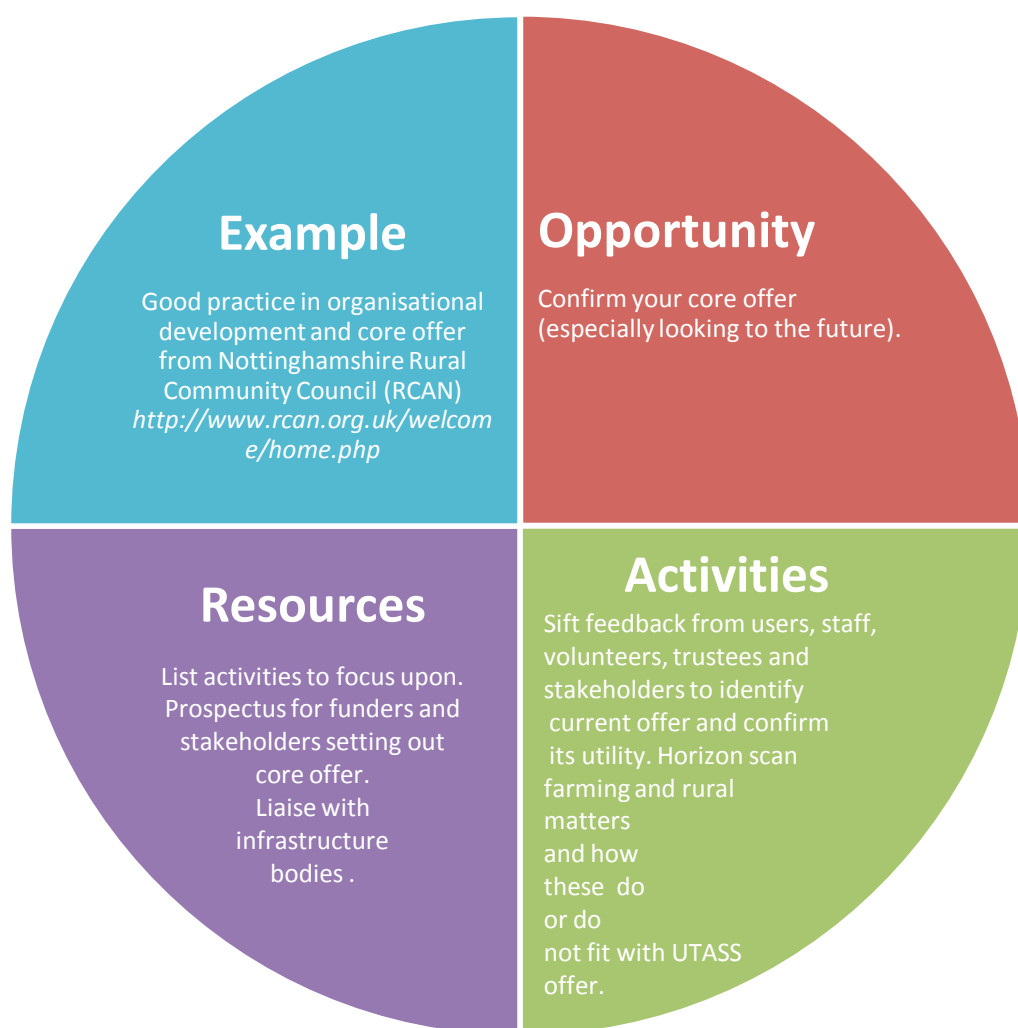 Example
Good practice in organisational
development and core offer
from Nottinghamshire Rural
Community Council (RCAN)
http://www.rcan.org.uk/welcom
e/home.php
Opportunity
Confirm your core offer
(especially looking to the future).
Resources
List activities to focus upon.
Prospectus for funders and
stakeholders setting out
core offer.
Liaise with
infrastructure
bodies .
Activities
Sift feedback from users, staff,
volunteers, trustees and
stakeholders to identify
current offer and confirm
its utility. Horizon scan
farming and rural
matters
and how
these do
or do
not fit with UTASS
offer.